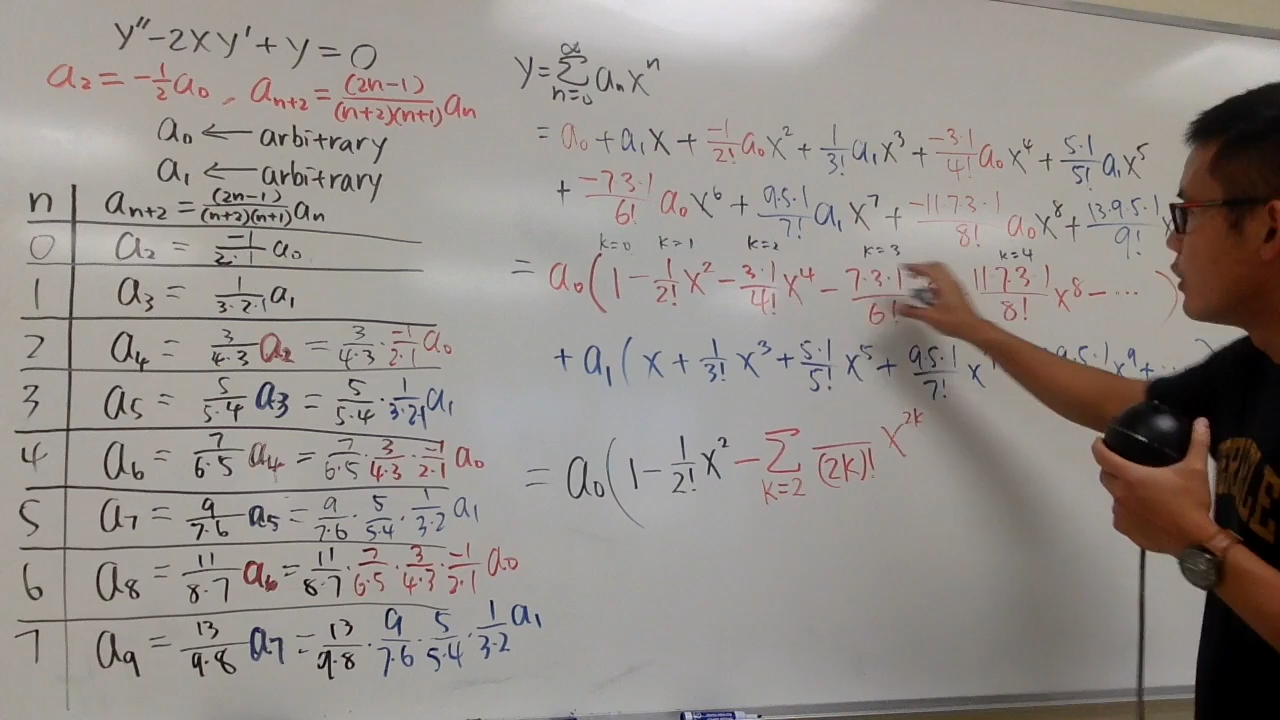 y'' - 2xy' + y = 0
a₂ = -1/2 a₀, aₙ₊₂ = (2n-1)/((n+2)(n+1)) aₙ
a₀ ← arbitrary
a₁ ← arbitrary
n | aₙ₊₂ = (2n-1)/((n+2)(n+1)) aₙ
0 | a₂ = -1/(2·1) a₀
1 | a₃ = 1/(3·2·1) a₁
2 | a₄ = 3/(4·3) a₂ = 3/(4·3) · -1/(2·1) a₀
3 | a₅ = 5/(5·4) a₃ = 5/(5·4) · 1/(3·2·1) a₁
4 | a₆ = 7/(6·5) a₄ = 7/(6·5) · 3/(4·3) · -1/(2·1) a₀
5 | a₇ = 9/(7·6) a₅ = 9/(7·6) · 5/(5·4) · 1/(3·2) a₁
6 | a₈ = 11/(8·7) a₆ = 11/(8·7) · 7/(6·5) · 3/(4·3) · -1/(2·1) a₀
7 | a₉ = 13/(9·8) a₇ = 13/(9·8) · 9/(7·6) · 5/(5·4) · 1/(3·2) a₁
y = ∑_{n=0}^{∞} aₙxⁿ
= a₀ + a₁x + -1/2! a₀x² + 1/3! a₁x³ + -3·1/4! a₀x⁴ + 5·1/5! a₁x⁵
+ -7·3·1/6! a₀x⁶ + 9·5·1/7! a₁x⁷ + -11·7·3·1/8! a₀x⁸ + 13·9·5·1/9! x
k=0 k=1 k=2 k=3 k=4
= a₀(1 - 1/2! x² - 3·1/4! x⁴ - 7·3·1/6! 11·7·3·1/8! x⁸ - ... )
+ a₁(x + 1/3! x³ + 5·1/5! x⁵ + 9·5·1/7! x 9·5·1 x⁹ + ... )
= a₀(1 - 1/2! x² - ∑_{k=2} /(2k)! x²ᵏ